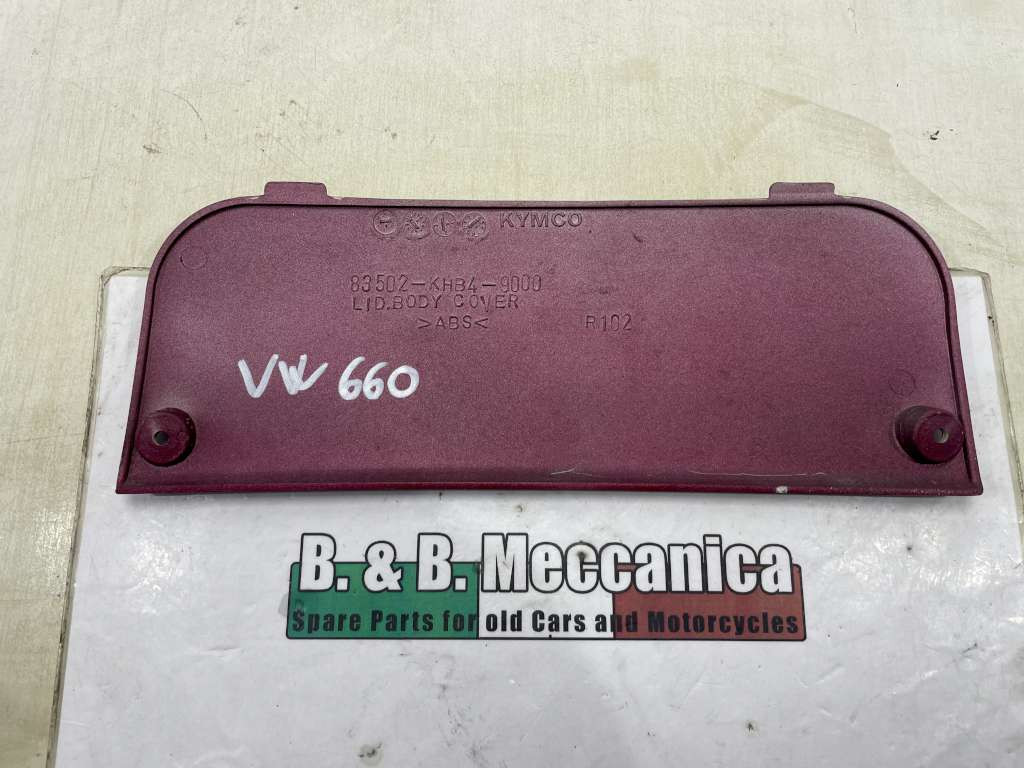 KYMCO
83502-KHB4-9000
LID.BODY COVER
>ABS< R102
VW 660
B. & B. Meccanica
Spare Parts for old Cars and Motorcycles